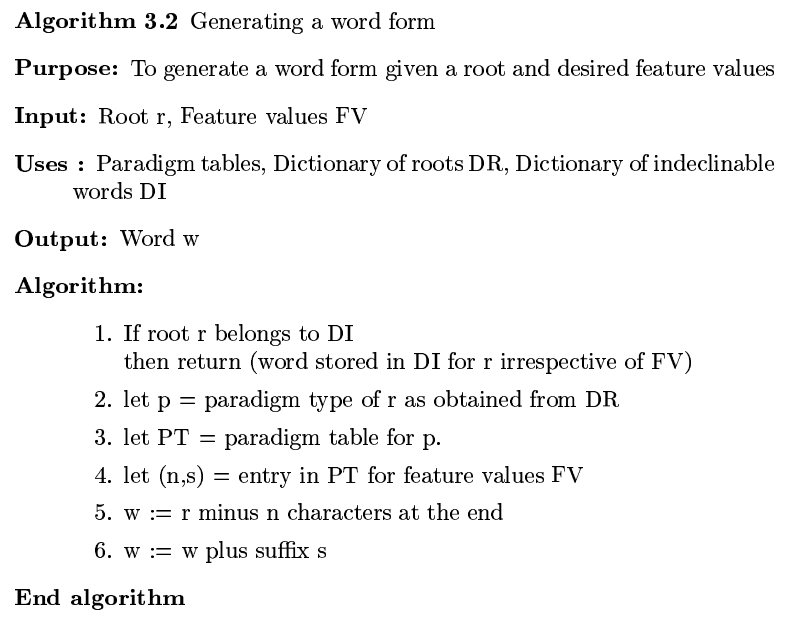 Algorithm 3.2 Generating a word form
Purpose: To generate a word form given a root and desired feature values
Input: Root r, Feature values FV
Uses : Paradigm tables, Dictionary of roots DR, Dictionary of indeclinable
words DI
Output: Word w
Algorithm:
1. If root r belongs to DI
then return (word stored in DI for r irrespective of FV)
2. let p = paradigm type of r as obtained from DR
3. let PT = paradigm table for p.
4. let (n,s) = entry in PT for feature values FV
5. w := r minus n characters at the end
6. w := w plus suffix s
End algorithm